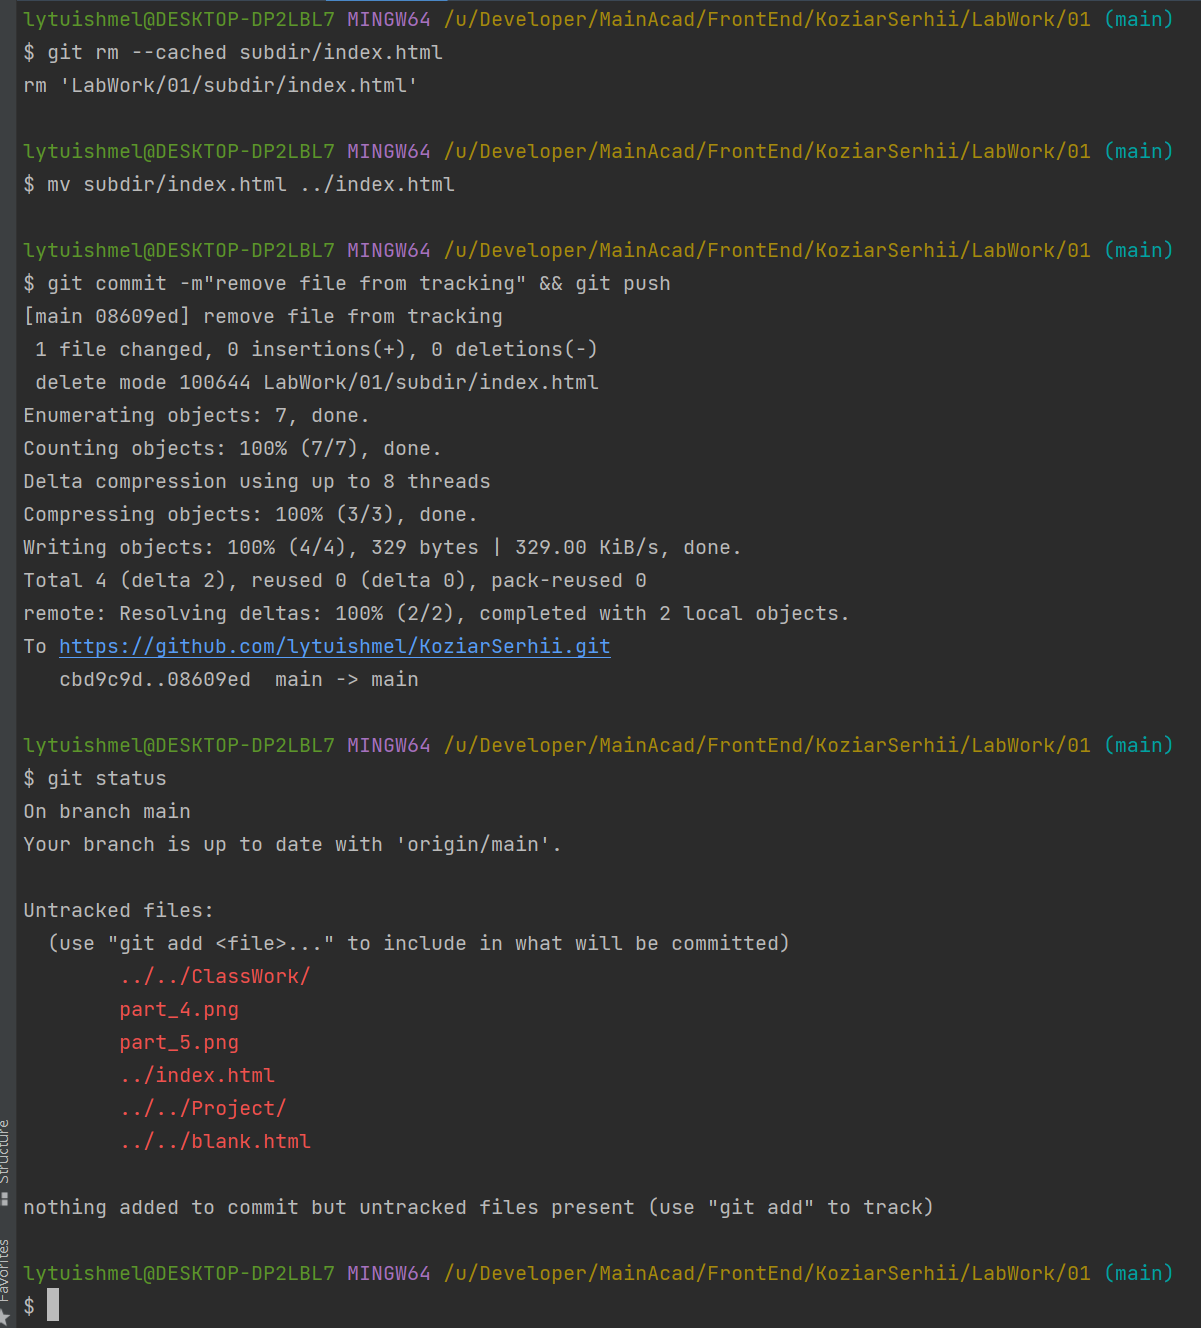 lytuishmel@DESKTOP-DP2LBL7 MINGW64 /u/Developer/MainAcad/FrontEnd/KoziarSerhii/LabWork/01 (main)
$ git rm --cached subdir/index.html
rm 'LabWork/01/subdir/index.html'
lytuishmel@DESKTOP-DP2LBL7 MINGW64 /u/Developer/MainAcad/FrontEnd/KoziarSerhii/LabWork/01 (main)
$ mv subdir/index.html ../index.html
lytuishmel@DESKTOP-DP2LBL7 MINGW64 /u/Developer/MainAcad/FrontEnd/KoziarSerhii/LabWork/01 (main)
$ git commit -m"remove file from tracking" && git push
[main 08609ed] remove file from tracking
 1 file changed, 0 insertions(+), 0 deletions(-)
 delete mode 100644 LabWork/01/subdir/index.html
Enumerating objects: 7, done.
Counting objects: 100% (7/7), done.
Delta compression using up to 8 threads
Compressing objects: 100% (3/3), done.
Writing objects: 100% (4/4), 329 bytes | 329.00 KiB/s, done.
Total 4 (delta 2), reused 0 (delta 0), pack-reused 0
remote: Resolving deltas: 100% (2/2), completed with 2 local objects.
To https://github.com/lytuishmel/KoziarSerhii.git
   cbd9c9d..08609ed  main -> main
lytuishmel@DESKTOP-DP2LBL7 MINGW64 /u/Developer/MainAcad/FrontEnd/KoziarSerhii/LabWork/01 (main)
$ git status
On branch main
Your branch is up to date with 'origin/main'.
Untracked files:
  (use "git add <file>..." to include in what will be committed)
        ../../ClassWork/
        part_4.png
        part_5.png
        ../index.html
        ../../Project/
        ../../blank.html
nothing added to commit but untracked files present (use "git add" to track)
lytuishmel@DESKTOP-DP2LBL7 MINGW64 /u/Developer/MainAcad/FrontEnd/KoziarSerhii/LabWork/01 (main)
$
Structure
Favorites